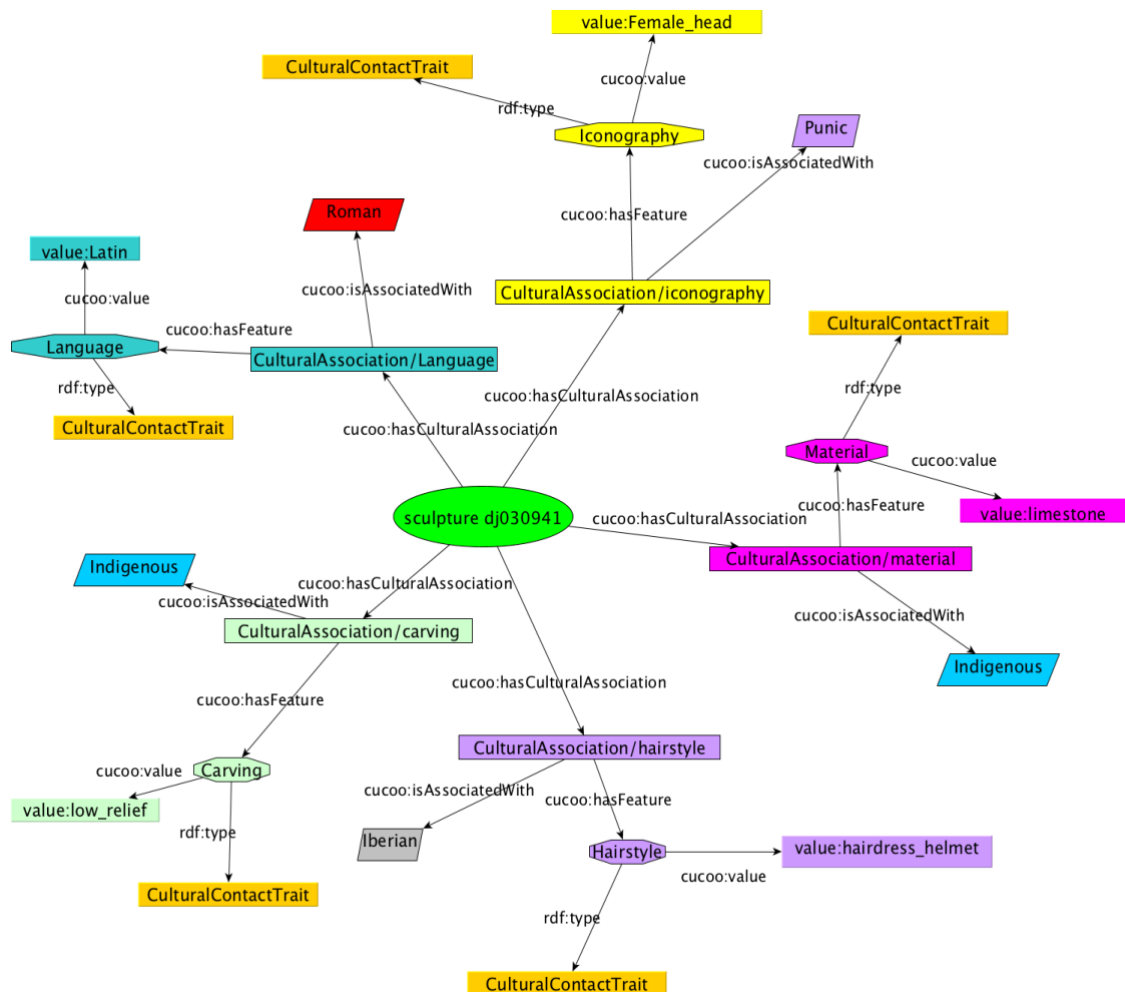 value:Female_head
CulturalContactTrait
cucoo:value
rdf:type
Iconography
Punic
cucoo:isAssociatedWith
cucoo:hasFeature
Roman
value:Latin
cucoo:isAssociatedWith
CulturalAssociation/iconography
cucoo:value
cucoo:hasFeature
CulturalContactTrait
Language
CulturalAssociation/Language
rdf:type
cucoo:hasCulturalAssociation
CulturalContactTrait
cucoo:hasCulturalAssociation
rdf:type
Material
cucoo:value
cucoo:hasFeature
value:limestone
sculpture dj030941
cucoo:hasCulturalAssociation
CulturalAssociation/material
Indigenous
cucoo:hasCulturalAssociation
cucoo:isAssociatedWith
cucoo:isAssociatedWith
CulturalAssociation/carving
Indigenous
cucoo:hasCulturalAssociation
cucoo:hasFeature
CulturalAssociation/hairstyle
cucoo:value
Carving
cucoo:isAssociatedWith
cucoo:hasFeature
value:low_relief
rdf:type
Iberian
Hairstyle
value:hairdress_helmet
cucoo:value
CulturalContactTrait
rdf:type
CulturalContactTrait